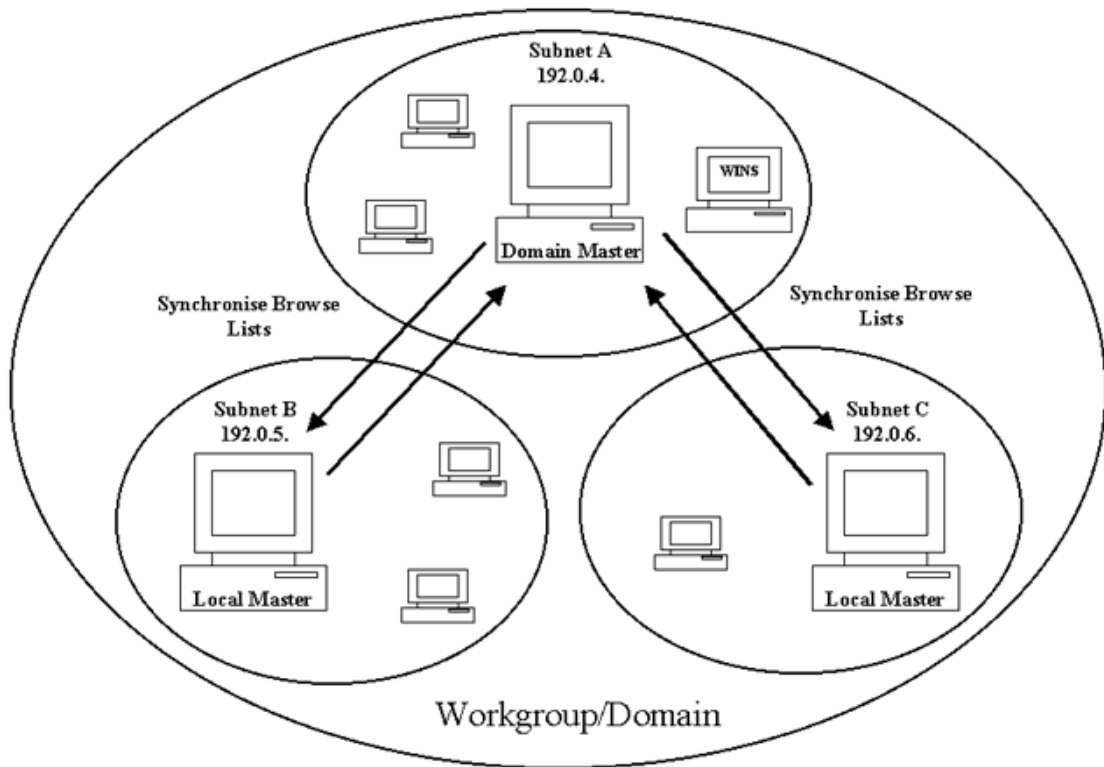 Subnet A
192.0.4.
WINS
Domain Master
Synchronise Browse
Lists
Synchronise Browse
Lists
Subnet B
192.0.5.
Local Master
Subnet C
192.0.6.
Local Master
Workgroup/Domain